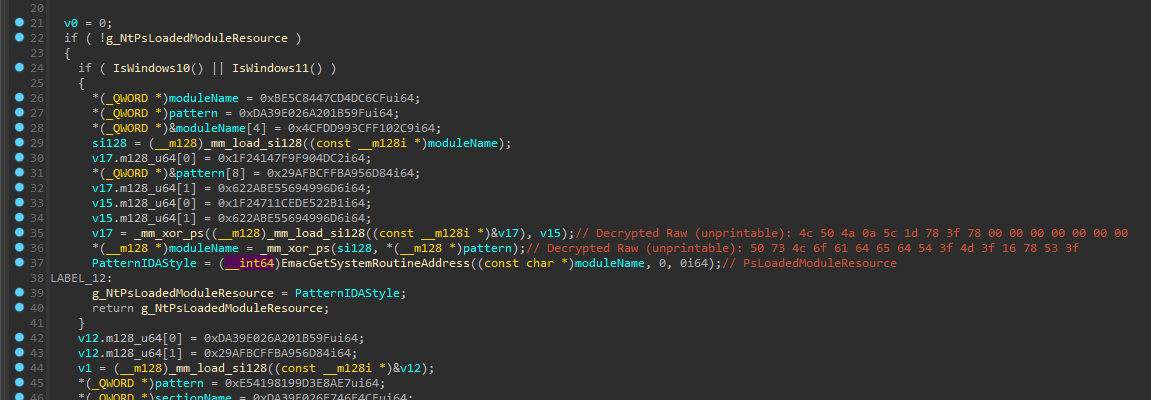 20
21 v0 = 0;
22 if ( !g_NtPsLoadedModuleResource )
23 {
24 if ( IsWindows10() || IsWindows11() )
25 {
26 *(_QWORD *)moduleName = 0xBE5C8447CD4DC6CFui64;
27 *(_QWORD *)pattern = 0xDA39E026A201B59Fui64;
28 *(_QWORD *)&moduleName[4] = 0x4CFDD993CFF102C9i64;
29 si128 = (__m128)_mm_load_si128((const __m128i *)moduleName);
30 v17.m128_u64[0] = 0x1F24147F9F904DC2i64;
31 *(_QWORD *)&pattern[8] = 0x29AFBCFFBA956D84i64;
32 v17.m128_u64[1] = 0x622ABE55694996D6i64;
33 v15.m128_u64[0] = 0x1F24711CEDE522B1i64;
34 v15.m128_u64[1] = 0x622ABE55694996D6i64;
35 v17 = _mm_xor_ps((__m128)_mm_load_si128((const __m128i *)&v17), v15);// Decrypted Raw (unprintable): 4c 50 4a 0a 5c 1d 78 3f 78 00 00 00 00 00 00 00
36 *(__m128 *)moduleName = _mm_xor_ps(si128, *(__m128 *)pattern);// Decrypted Raw (unprintable): 50 73 4c 6f 61 64 65 64 54 3f 4d 3f 16 78 53 3f
37 PatternIDAStyle = (__int64)EmacGetSystemRoutineAddress((const char *)moduleName, 0, 0i64);// PsLoadedModuleResource
38 LABEL_12:
39 g_NtPsLoadedModuleResource = PatternIDAStyle;
40 return g_NtPsLoadedModuleResource;
41 }
42 v12.m128_u64[0] = 0xDA39E026A201B59Fui64;
43 v12.m128_u64[1] = 0x29AFBCFFBA956D84i64;
44 v1 = (__m128)_mm_load_si128((const __m128i *)&v12);
45 *(_QWORD *)pattern = 0xE54198199D3E8AE7ui64;
46 *(_QWORD *)sectionName = 0xDA39E026E746E4CFui64;